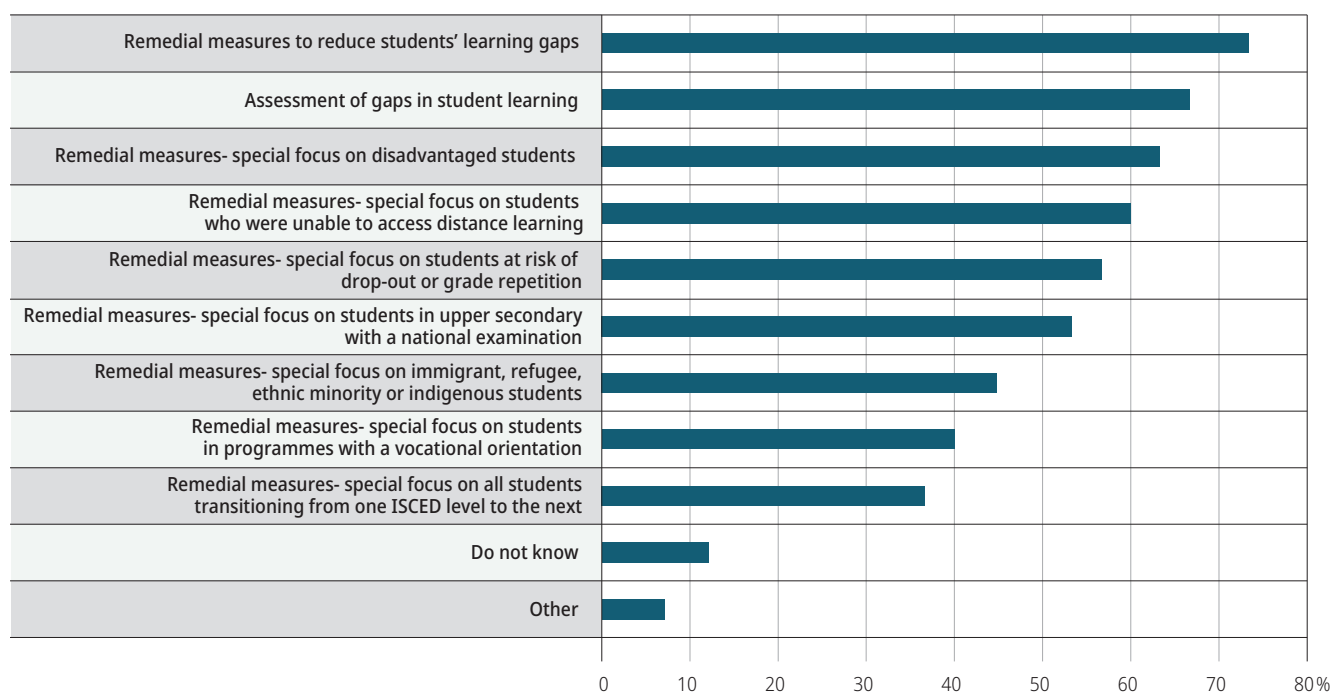 Remedial measures to reduce students’ learning gaps
Assessment of gaps in student learning
Remedial measures- special focus on disadvantaged students
Remedial measures- special focus on students
who were unable to access distance learning
Remedial measures- special focus on students at risk of
drop-out or grade repetition
Remedial measures- special focus on students in upper secondary
with a national examination
Remedial measures- special focus on immigrant, refugee,
ethnic minority or indigenous students
Remedial measures- special focus on students
in programmes with a vocational orientation
Remedial measures- special focus on all students
transitioning from one ISCED level to the next
Do not know
Other
0 10 20 30 40 50 60 70 80%